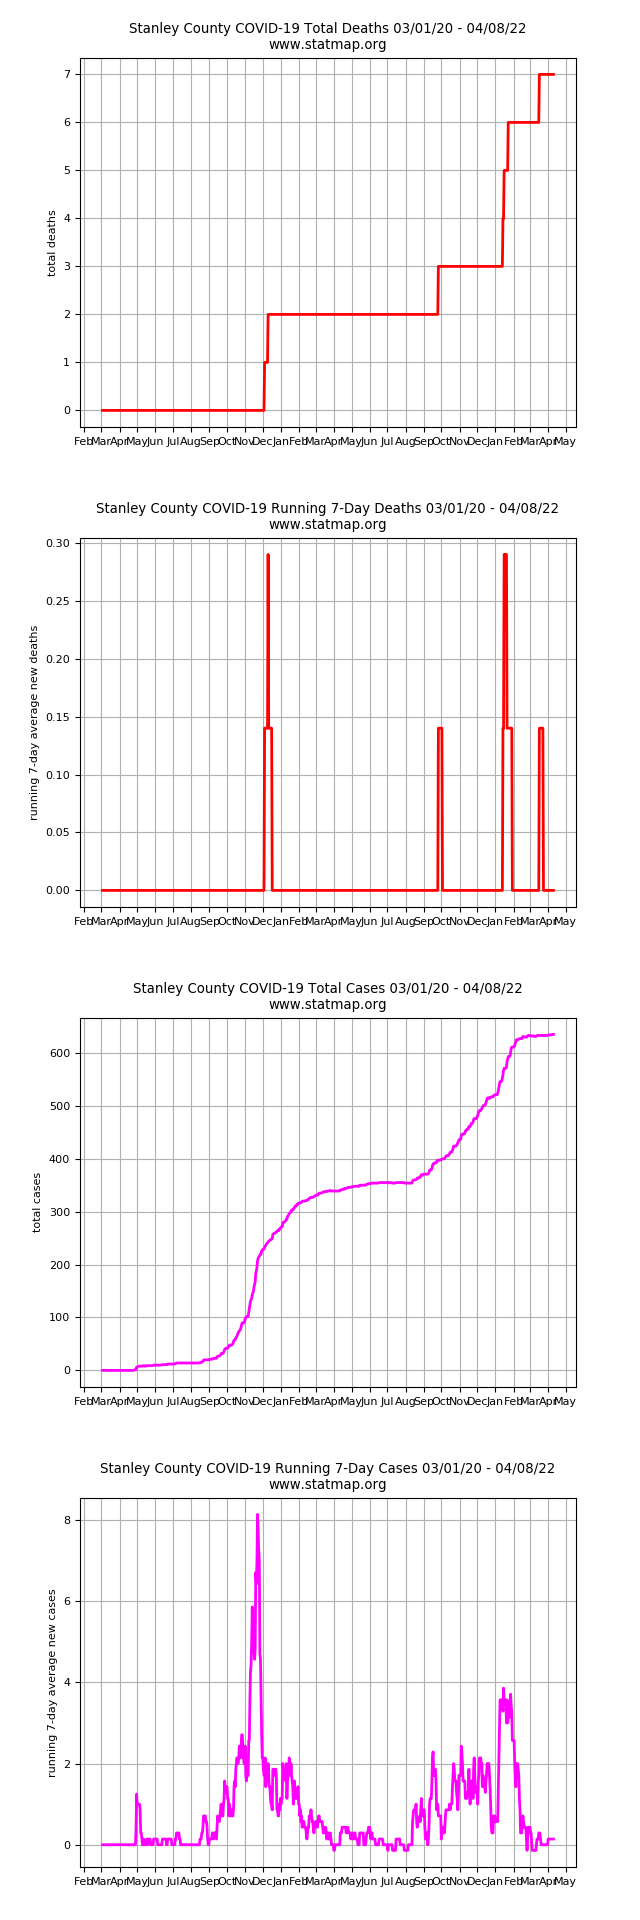 Stanley County COVID-19 Total Deaths 03/01/20 - 04/08/22
www.statmap.org
7
6
5
4
3
2
1
0
total deaths
Feb Mar Apr May Jun Jul Aug Sep Oct Nov Dec Jan Feb Mar Apr May Jun Jul Aug Sep Oct Nov Dec Jan Feb Mar Apr May
Stanley County COVID-19 Running 7-Day Deaths 03/01/20 - 04/08/22
www.statmap.org
0.30
0.25
0.20
0.15
0.10
0.05
0.00
running 7-day average new deaths
Feb Mar Apr May Jun Jul Aug Sep Oct Nov Dec Jan Feb Mar Apr May Jun Jul Aug Sep Oct Nov Dec Jan Feb Mar Apr May
Stanley County COVID-19 Total Cases 03/01/20 - 04/08/22
www.statmap.org
600
500
400
300
200
100
0
total cases
Feb Mar Apr May Jun Jul Aug Sep Oct Nov Dec Jan Feb Mar Apr May Jun Jul Aug Sep Oct Nov Dec Jan Feb Mar Apr May
Stanley County COVID-19 Running 7-Day Cases 03/01/20 - 04/08/22
www.statmap.org
8
6
4
2
0
running 7-day average new cases
Feb Mar Apr May Jun Jul Aug Sep Oct Nov Dec Jan Feb Mar Apr May Jun Jul Aug Sep Oct Nov Dec Jan Feb Mar Apr May